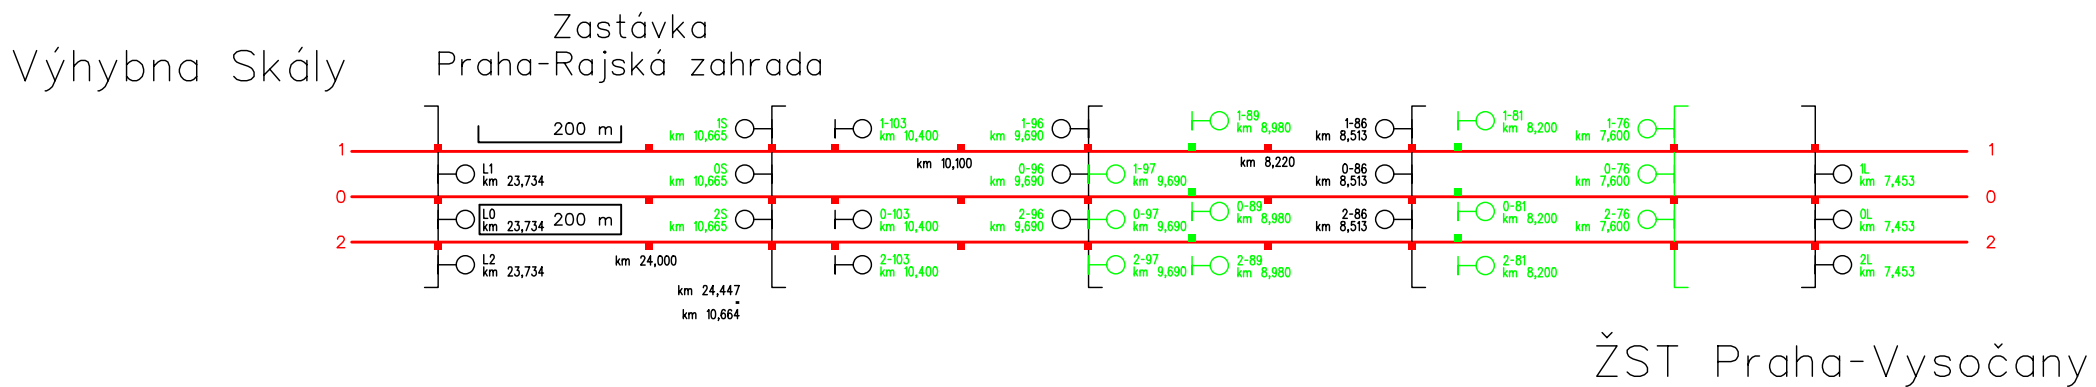 Zastávka
Výhybna Skály
Praha-Rajská zahrada
200 m
1S
km 10,665
1-103
km 10,400
1-96
km 9,690
1-89
km 8,980
1-86
km 8,513
1-81
km 8,200
1-76
km 7,600
1
1
km 10,100
km 8,220
L1
km 23,734
0S
km 10,665
0-96
km 9,690
1-97
km 9,690
0-86
km 8,513
0-76
km 7,600
1L
km 7,453
0
0
L0
km 23,734
200 m
2S
km 10,665
0-103
km 10,400
2-96
km 9,690
0-97
km 9,690
0-89
km 8,980
2-86
km 8,513
0-81
km 8,200
2-76
km 7,600
0L
km 7,453
2
2
L2
km 23,734
km 24,000
2-103
km 10,400
2-97
km 9,690
2-89
km 8,980
2-81
km 8,200
2L
km 7,453
km 24,447
km 10,664
ŽST Praha-Vysočany